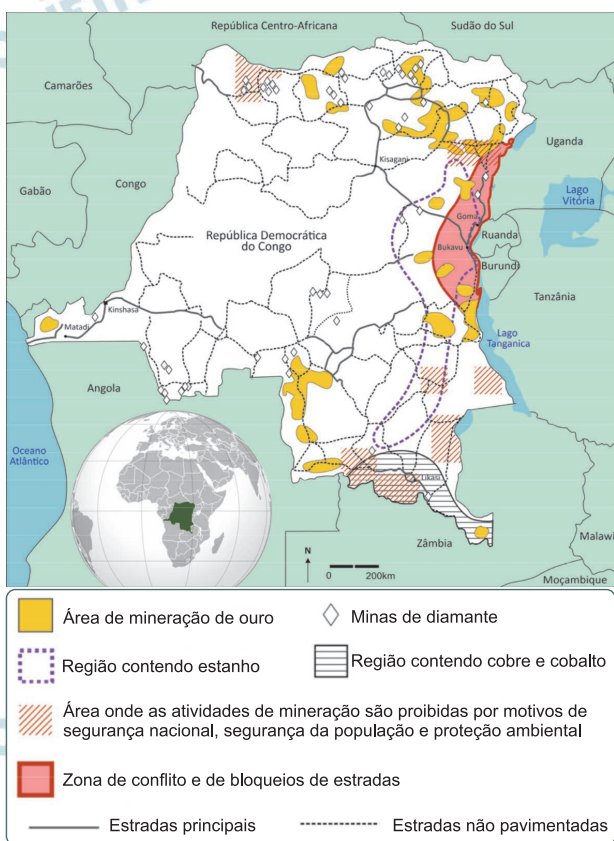 República Centro-Africana
Sudão do Sul
Camarões
Uganda
Kisagani
Congo
Gabão
Lago
Vitória
Goma
Ruanda
República Democrática
do Congo
Bukavu
Burundi
Kinshasa
Tanzânia
Matadi
Lago
Tanganica
Angola
Oceano
Atlântico
Likasi
Malawi
Zâmbia
N
0 200km
Moçambique
Área de mineração de ouro
Minas de diamante
Região contendo estanho
Região contendo cobre e cobalto
Área onde as atividades de mineração são proibidas por motivos de
segurança nacional, segurança da população e proteção ambiental
Zona de conflito e de bloqueios de estradas
Estradas principais
Estradas não pavimentadas